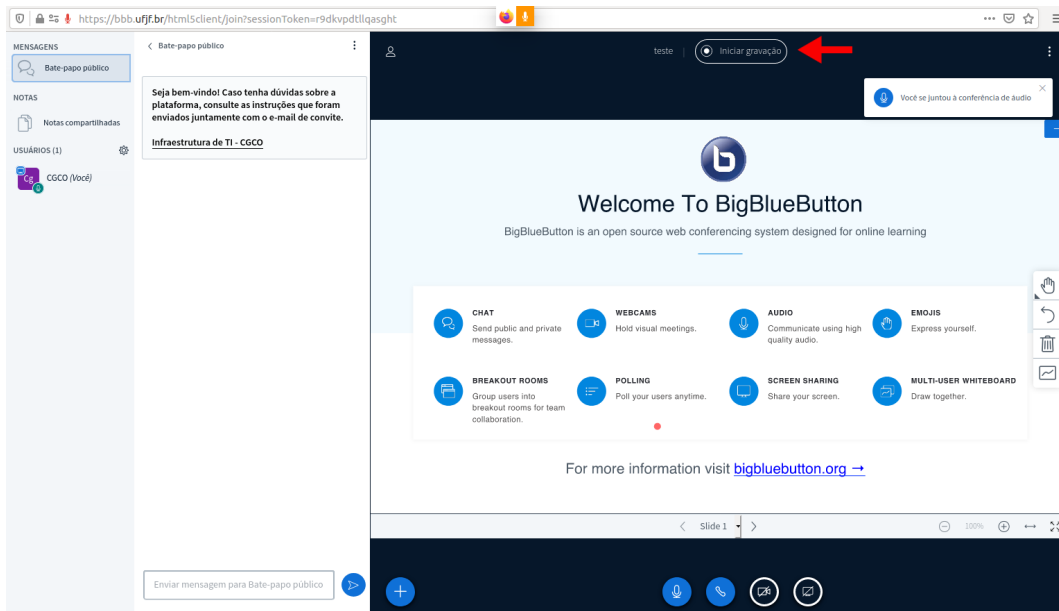 https://bbb.ufjf.br/html5client/join?sessionToken=r9dkvpdtllqasght
MENSAGENS
Bate-papo público
NOTAS
Notas compartilhadas
USUÁRIOS (1)
Cg
CGCO (Você)
Bate-papo público
Seja bem-vindo! Caso tenha dúvidas sobre a
plataforma, consulte as instruções que foram
enviados juntamente com o e-mail de convite.
Infraestrutura de TI - CGCO
Enviar mensagem para Bate-papo público
teste
Iniciar gravação
Você se juntou à conferência de áudio
b
Welcome To BigBlueButton
BigBlueButton is an open source web conferencing system designed for online learning
CHAT
Send public and private
messages.
WEBCAMS
Hold visual meetings.
AUDIO
Communicate using high
quality audio.
EMOJIS
Express yourself.
BREAKOUT ROOMS
Group users into
breakout rooms for team
collaboration.
POLLING
Poll your users anytime.
SCREEN SHARING
Share your screen.
MULTI-USER WHITEBOARD
Draw together.
For more information visit bigbluebutton.org →
Slide 1
100%